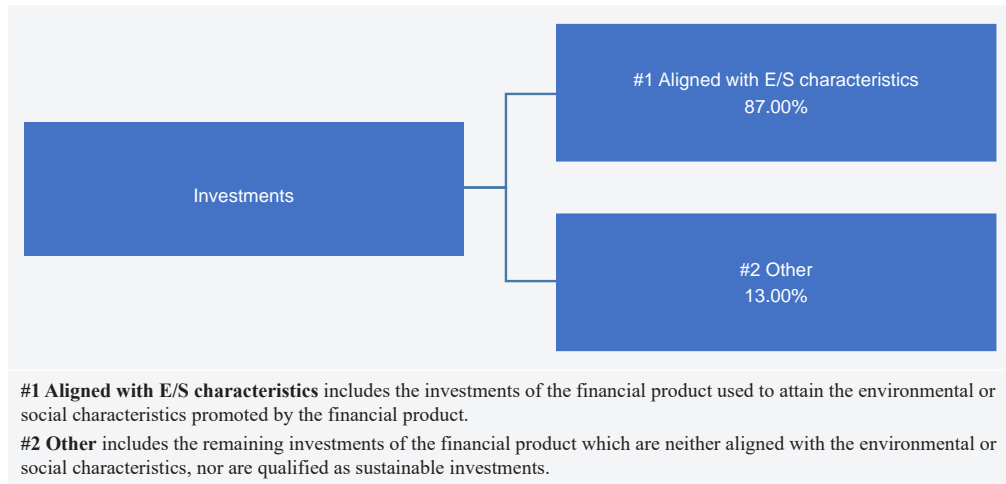 #1 Aligned with E/S characteristics
87.00%
Investments
#2 Other
13.00%
#1 Aligned with E/S characteristics includes the investments of the financial product used to attain the environmental or
social characteristics promoted by the financial product.
#2 Other includes the remaining investments of the financial product which are neither aligned with the environmental or
social characteristics, nor are qualified as sustainable investments.